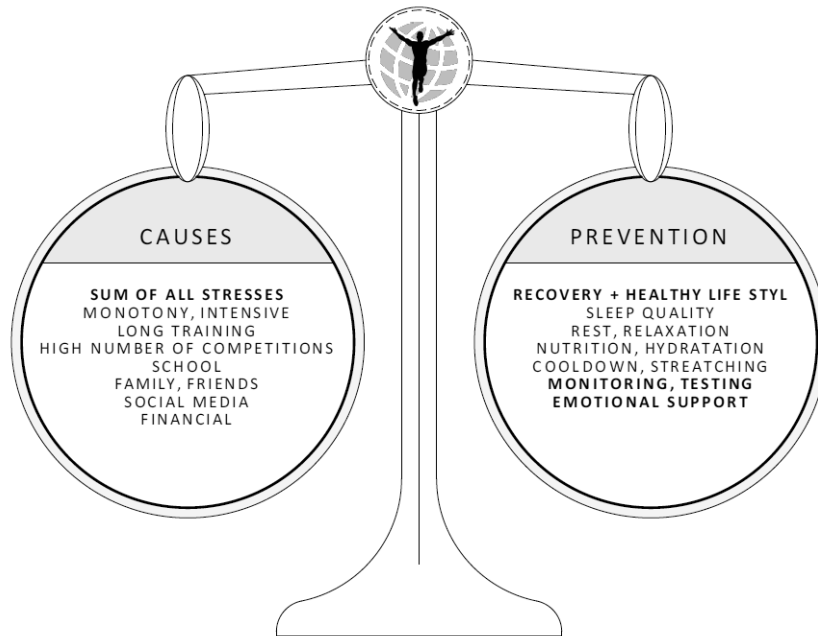 CAUSES
SUM OF ALL STRESSES
MONOTONY, INTENSIVE
LONG TRAINING
HIGH NUMBER OF COMPETITIONS
SCHOOL
FAMILY, FRIENDS
SOCIAL MEDIA
FINANCIAL
PREVENTION
RECOVERY + HEALTHY LIFE STYL
SLEEP QUALITY
REST, RELAXATION
NUTRITION, HYDRATATION
COOLDOWN, STREATCHING
MONITORING, TESTING
EMOTIONAL SUPPORT